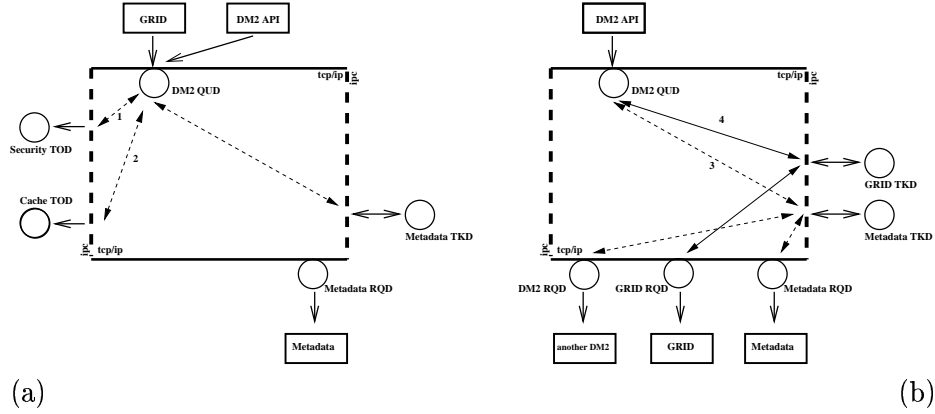 GRID
DM2 API
tcp/ip
ipc
DM2 QUD
1
2
Security TOD
Cache TOD
Metadata TKD
ipc
tcp/ip
Metadata RQD
Metadata
(a)
DM2 API
tcp/ip
ipc
DM2 QUD
4
3
GRID TKD
Metadata TKD
ipc
tcp/ip
DM2 RQD
GRID RQD
Metadata RQD
another DM2
GRID
Metadata
(b)